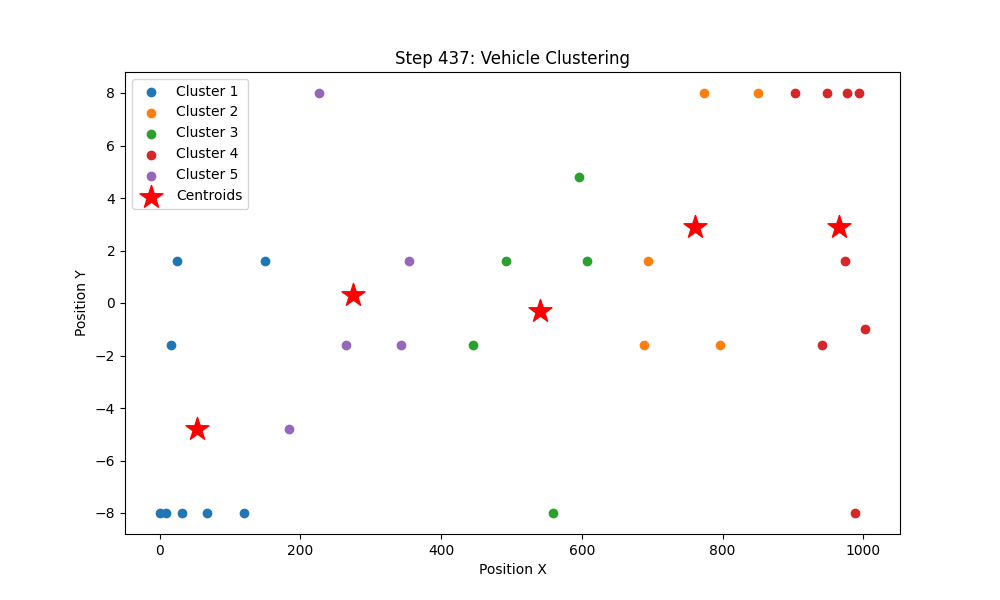 Step 437: Vehicle Clustering
Cluster 1
Cluster 2
Cluster 3
Cluster 4
Cluster 5
Centroids
Position Y
8
6
4
2
0
−2
−4
−6
−8
0 200 400 600 800 1000
Position X